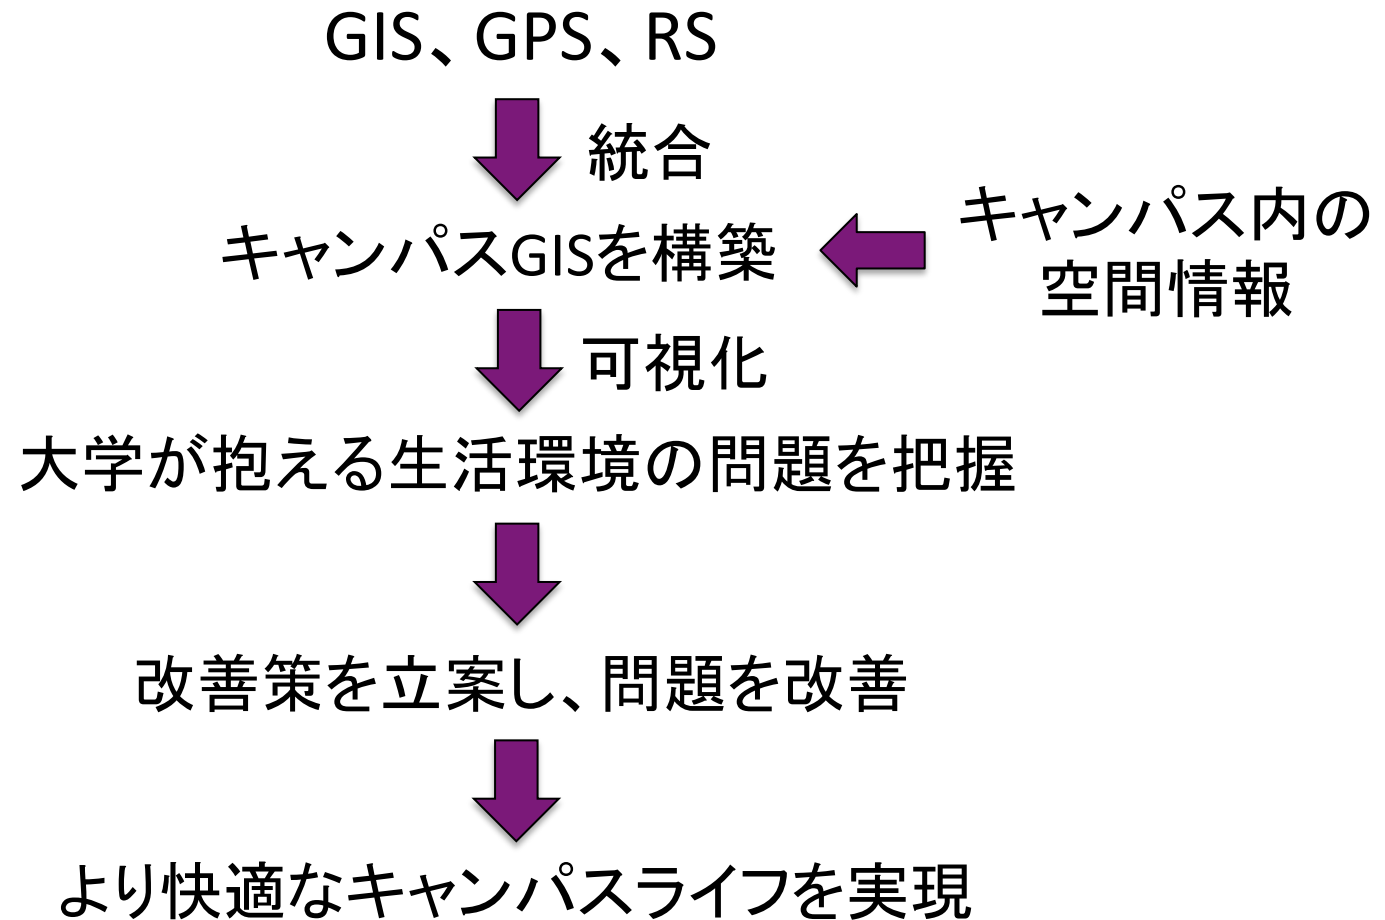 GIS、GPS、RS
統合
キャンパスGISを構築
キャンパス内の
空間情報
可視化
大学が抱える生活環境の問題を把握
改善策を立案し、問題を改善
より快適なキャンパスライフを実現